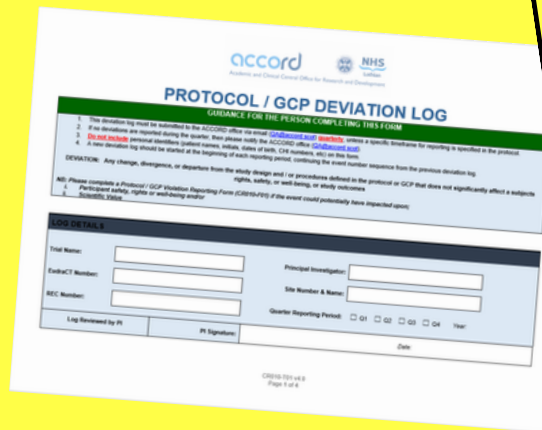 accord
NHS
Lothian
Academic and Clinical Central Office for Research and Development
PROTOCOL / GCP DEVIATION LOG
GUIDANCE FOR THE PERSON COMPLETING THIS FORM
1. This deviation log must be submitted to the ACCORD office via email (QA@accord.scot) quarterly, unless a specific timeframe for reporting is specified in the protocol.
2. If no deviations are reported during the quarter, then please notify the ACCORD office (QA@accord.scot).
3. Do not include personal identifiers (patient names, initials, dates of birth, CHI numbers, etc) on this form
4. A new deviation log should be started at the beginning of each reporting period, continuing the event number sequence from the previous deviation log.
DEVIATION: Any change, divergence, or departure from the study design and / or procedures defined in the protocol or GCP that does not significantly affect a subjects
rights, safety, or well-being, or study outcomes
NB: Please complete a Protocol / GCP Violation Reporting Form (CR010-F01) if the event could potentially have impacted upon:
i. Participant safety, rights or well-being and/or
ii. Scientific Value
LOG DETAILS
Trial Name:
Principal Investigator:
EudraCT Number:
Site Number & Name:
REC Number:
Quarter Reporting Period: ☐ Q1 ☐ Q2 ☐ Q3 ☐ Q4 Year:
Log Reviewed by PI
PI Signature:
Date:
CR010-T01 v4.0
Page 1 of 4